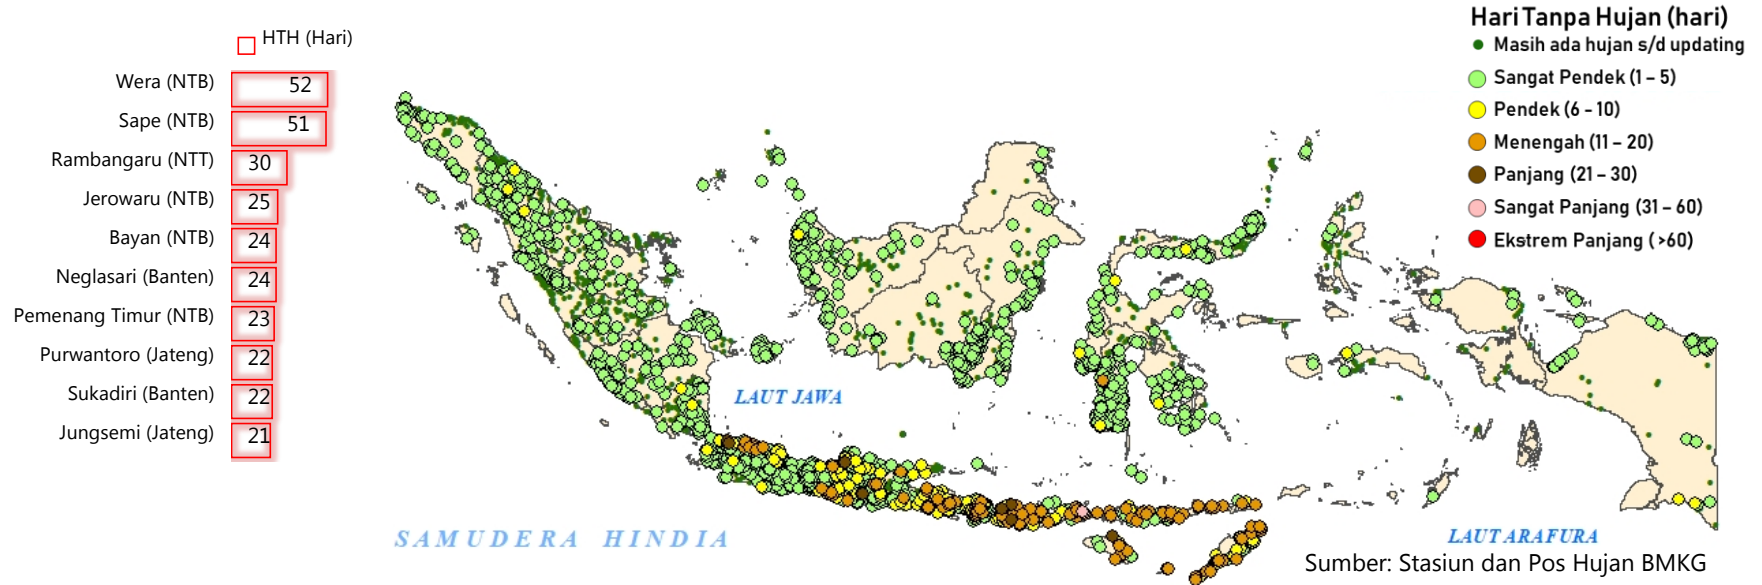 HTH (Hari)
Wera (NTB) 52
Sape (NTB) 51
Rambangaru (NTT) 30
Jerowaru (NTB) 25
Bayan (NTB) 24
Neglasari (Banten) 24
Pemenang Timur (NTB) 23
Purwantoro (Jateng) 22
Sukadiri (Banten) 22
Jungsemi (Jateng) 21
Hari Tanpa Hujan (hari)
Masih ada hujan s/d updating
Sangat Pendek (1 – 5)
Pendek (6 – 10)
Menengah (11 – 20)
Panjang (21 – 30)
Sangat Panjang (31 – 60)
Ekstrem Panjang ( >60)
LAUT JAWA
SAMUDERA HINDIA
LAUT ARAFURA
Sumber: Stasiun dan Pos Hujan BMKG